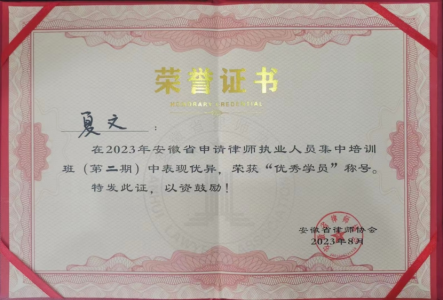 荣誉证书
HONORARY CREDENTIAL
夏文：
在2023年安徽省申请律师执业人员集中培训
班（第二期）中表现优异，荣获“优秀学员”称号。
特发此证，以资鼓励！
安徽省律师协会
2023年8月